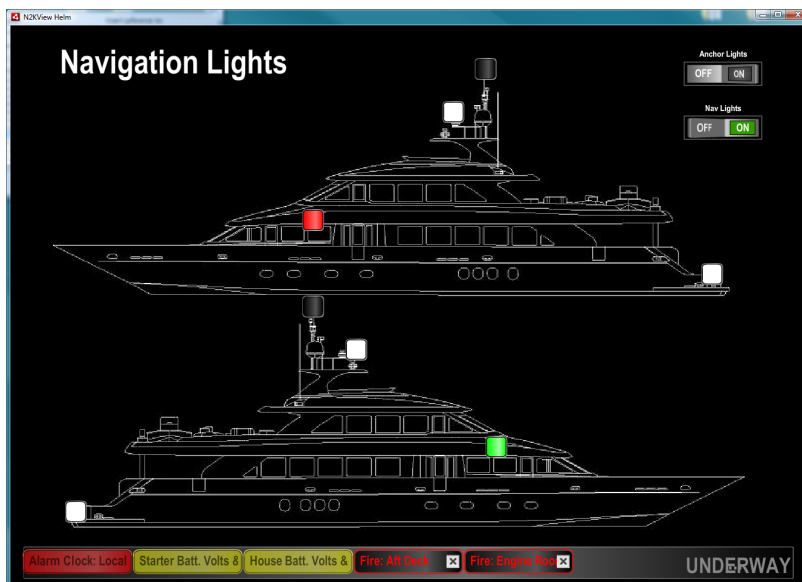 N2KView Helm
Navigation Lights
Anchor Lights
OFF ON
Nav Lights
OFF ON
Alarm Clock: Local
Starter Batt. Volts &
House Batt. Volts &
Fire: Aft Deck
Fire: Engine Roo
UNDERWAY